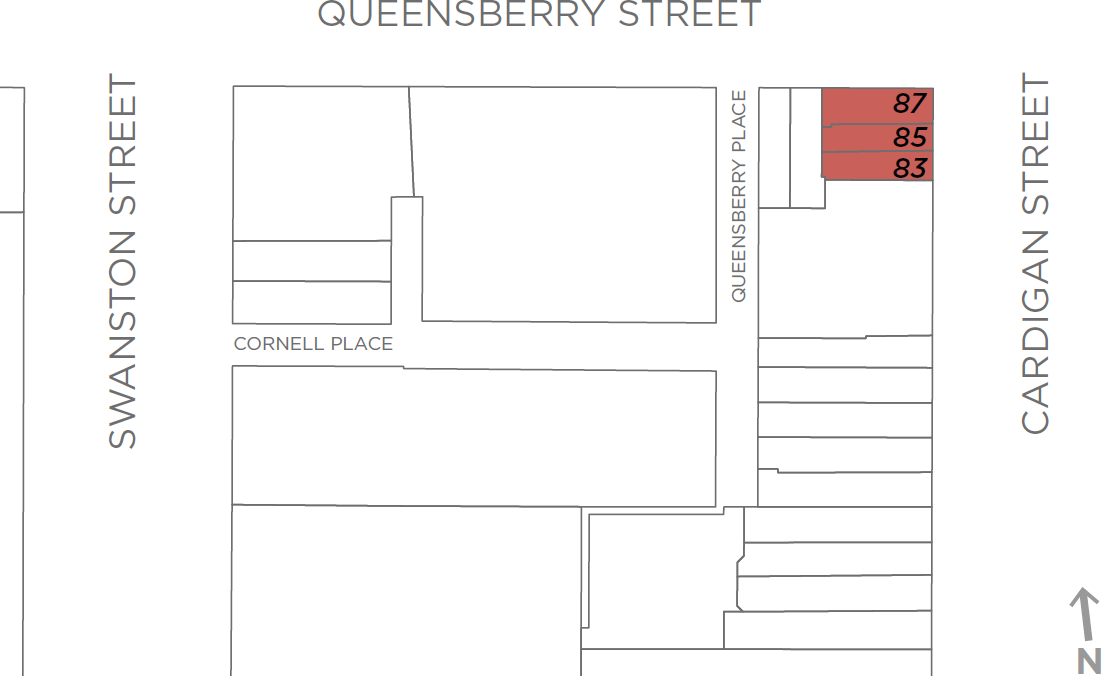 QUEENSBERRY STREET
SWANSTON STREET
QUEENSBERRY PLACE
87
85
83
CARDIGAN STREET
CORNELL PLACE
N